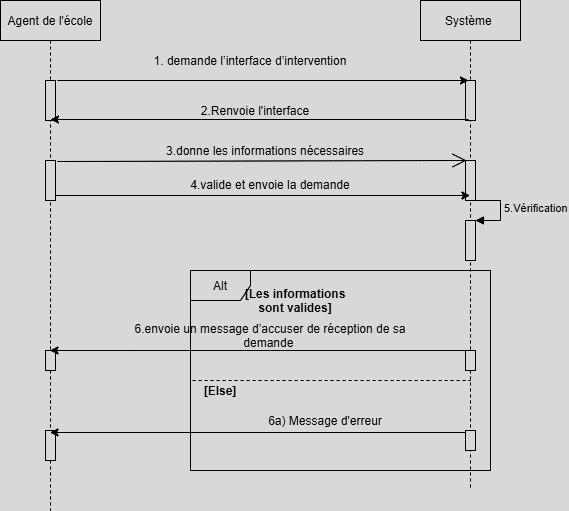 Agent de l'école
Système
1. demande l'interface d'intervention
2.Renvoie l'interface
3.donne les informations nécessaires
4.valide et envoie la demande
5.Vérification
Alt
[Les informations
sont valides]
6.envoie un message d'accuser de réception de sa
demande
[Else]
6a) Message d'erreur